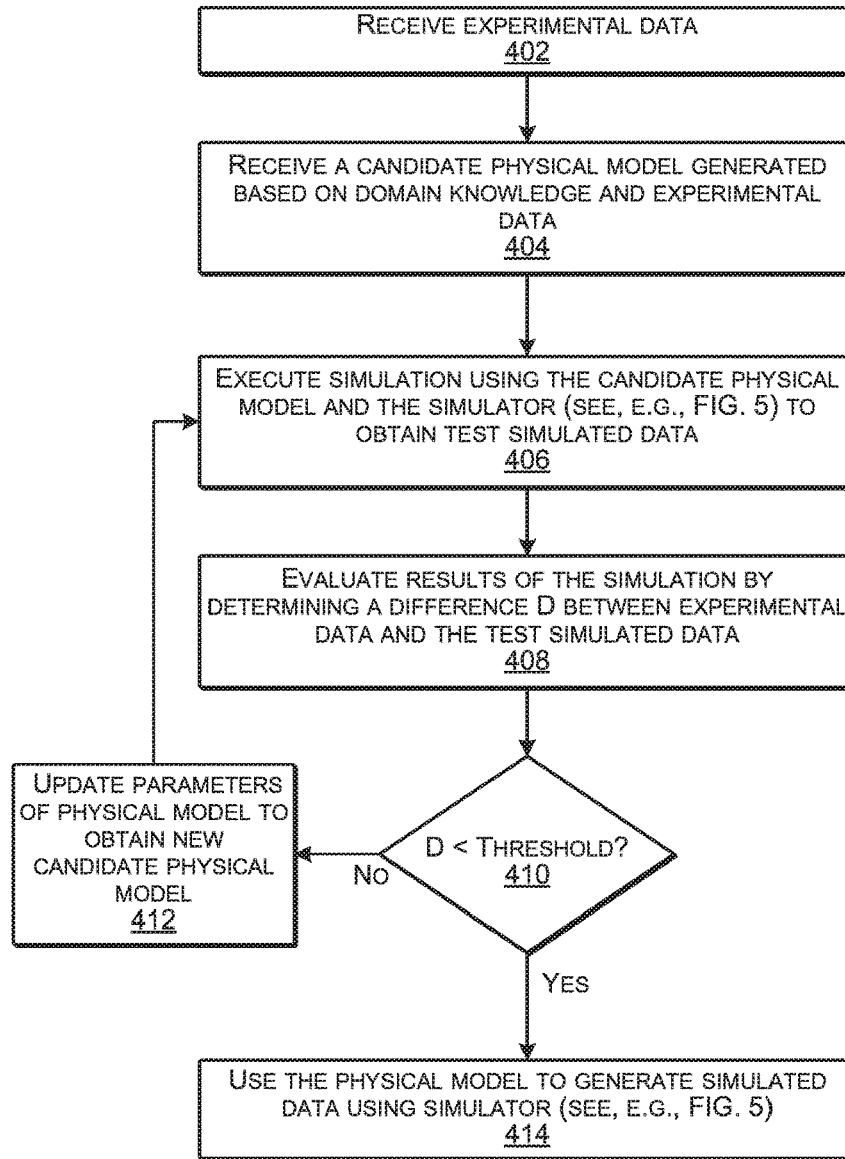 RECEIVE EXPERIMENTAL DATA
402
RECEIVE A CANDIDATE PHYSICAL MODEL GENERATED
BASED ON DOMAIN KNOWLEDGE AND EXPERIMENTAL
DATA
404
EXECUTE SIMULATION USING THE CANDIDATE PHYSICAL
MODEL AND THE SIMULATOR (SEE, E.G., FIG. 5) TO
OBTAIN TEST SIMULATED DATA
406
EVALUATE RESULTS OF THE SIMULATION BY
DETERMINING A DIFFERENCE D BETWEEN EXPERIMENTAL
DATA AND THE TEST SIMULATED DATA
408
D < THRESHOLD?
410
NO
UPDATE PARAMETERS
OF PHYSICAL MODEL TO
OBTAIN NEW
CANDIDATE PHYSICAL
MODEL
412
YES
USE THE PHYSICAL MODEL TO GENERATE SIMULATED
DATA USING SIMULATOR (SEE, E.G., FIG. 5)
414